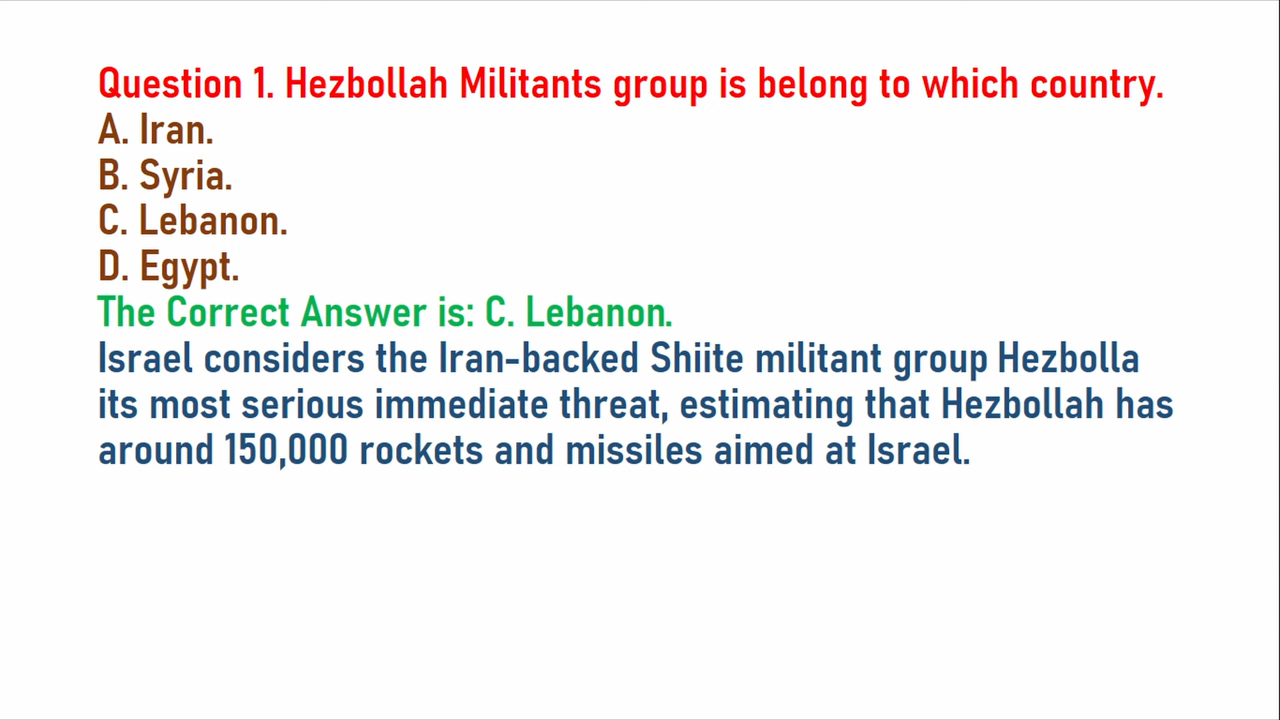 Question 1. Hezbollah Militants group is belong to which country.
A. Iran.
B. Syria.
C. Lebanon.
D. Egypt.
The Correct Answer is: C. Lebanon.
Israel considers the Iran-backed Shiite militant group Hezbolla
its most serious immediate threat, estimating that Hezbollah has
around 150,000 rockets and missiles aimed at Israel.